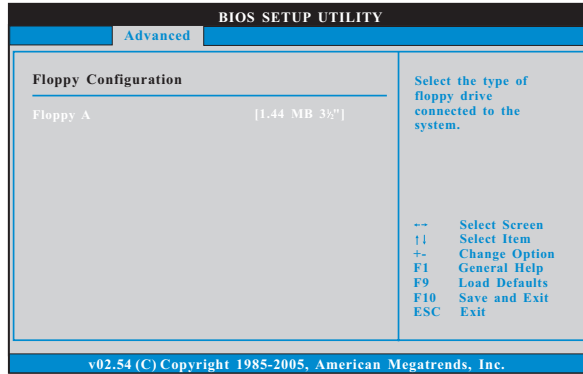 BIOS SETUP UTILITY
Advanced
Floppy Configuration
Floppy A [1.44 MB 3½"]
Select the type of
floppy drive
connected to the
system.
←→ Select Screen
↑↓ Select Item
+- Change Option
F1 General Help
F9 Load Defaults
F10 Save and Exit
ESC Exit
v02.54 (C) Copyright 1985-2005, American Megatrends, Inc.